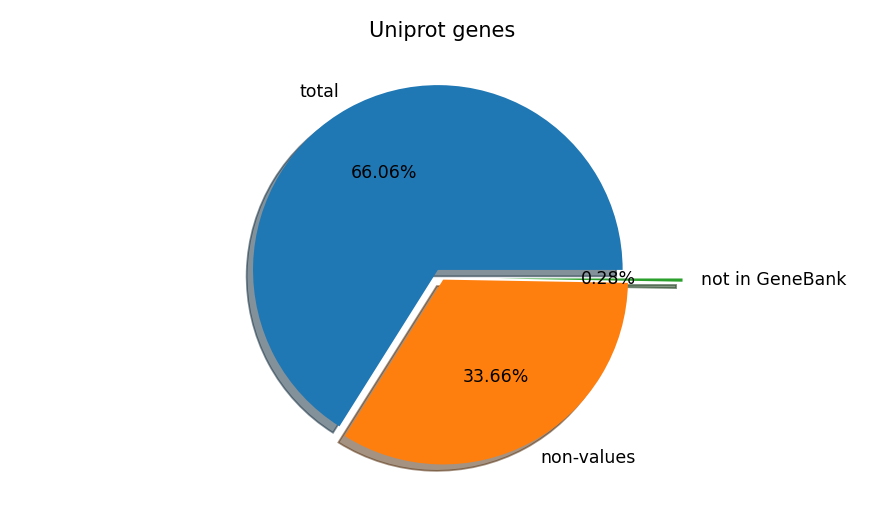 Uniprot genes
total
66.06%
0.28%
not in GeneBank
33.66%
non-values